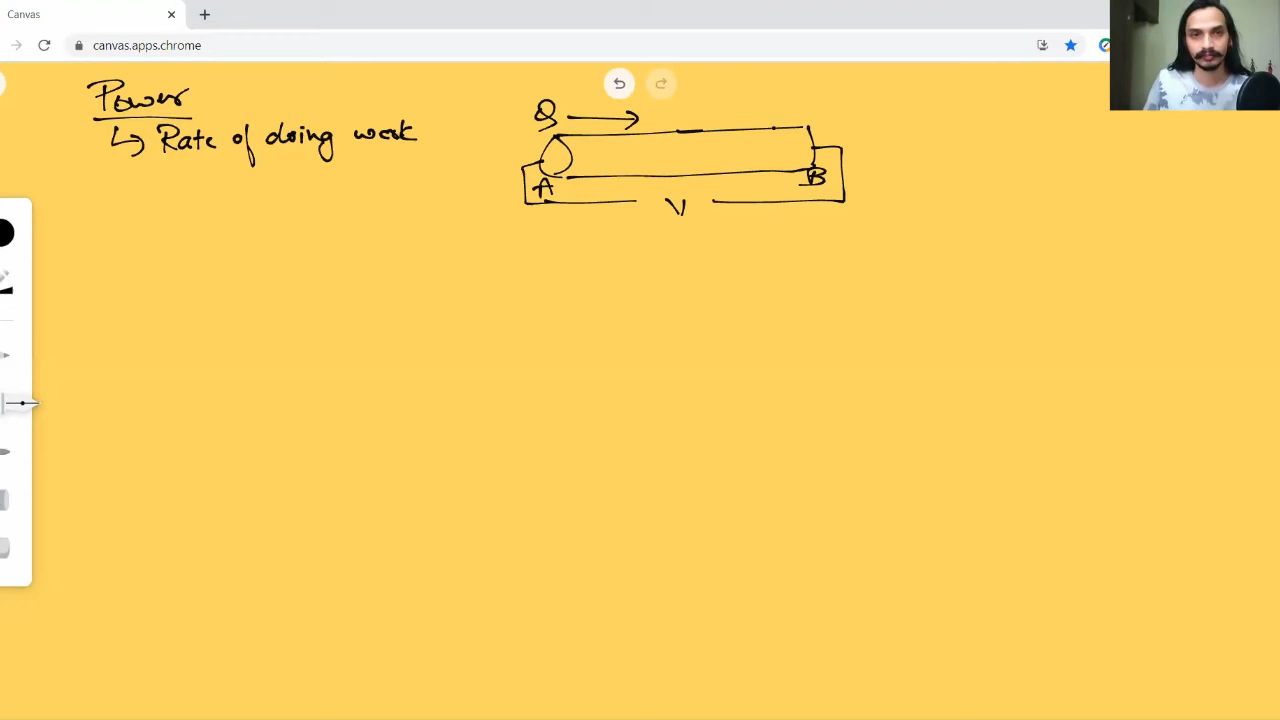 Canvas
canvas.apps.chrome
Power
Rate of doing work
Q
A
B
V